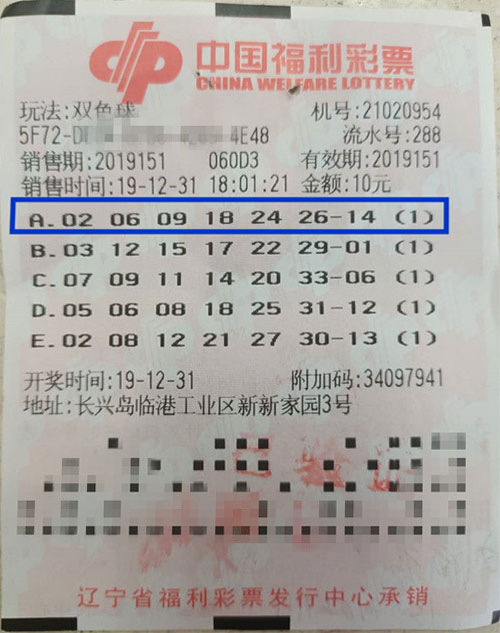 中国福利彩票
CHINA WELFARE LOTTERY
玩法:双色球 机号:21020954
5F72- 4E48 流水号:288
销售期:2019151 060D3 有效期:2019151
销售时间:19-12-31 18:01:21 金额:10元
A.02 06 09 18 24 26-14 (1)
B.03 12 15 17 22 29-01 (1)
C.07 09 11 14 20 33-06 (1)
D.05 06 08 18 25 31-12 (1)
E.02 08 12 21 27 30-13 (1)
开奖时间:19-12-31 附加码:34097941
地址:长兴岛临港工业区新新家园3号
辽宁省福利彩票发行中心承销